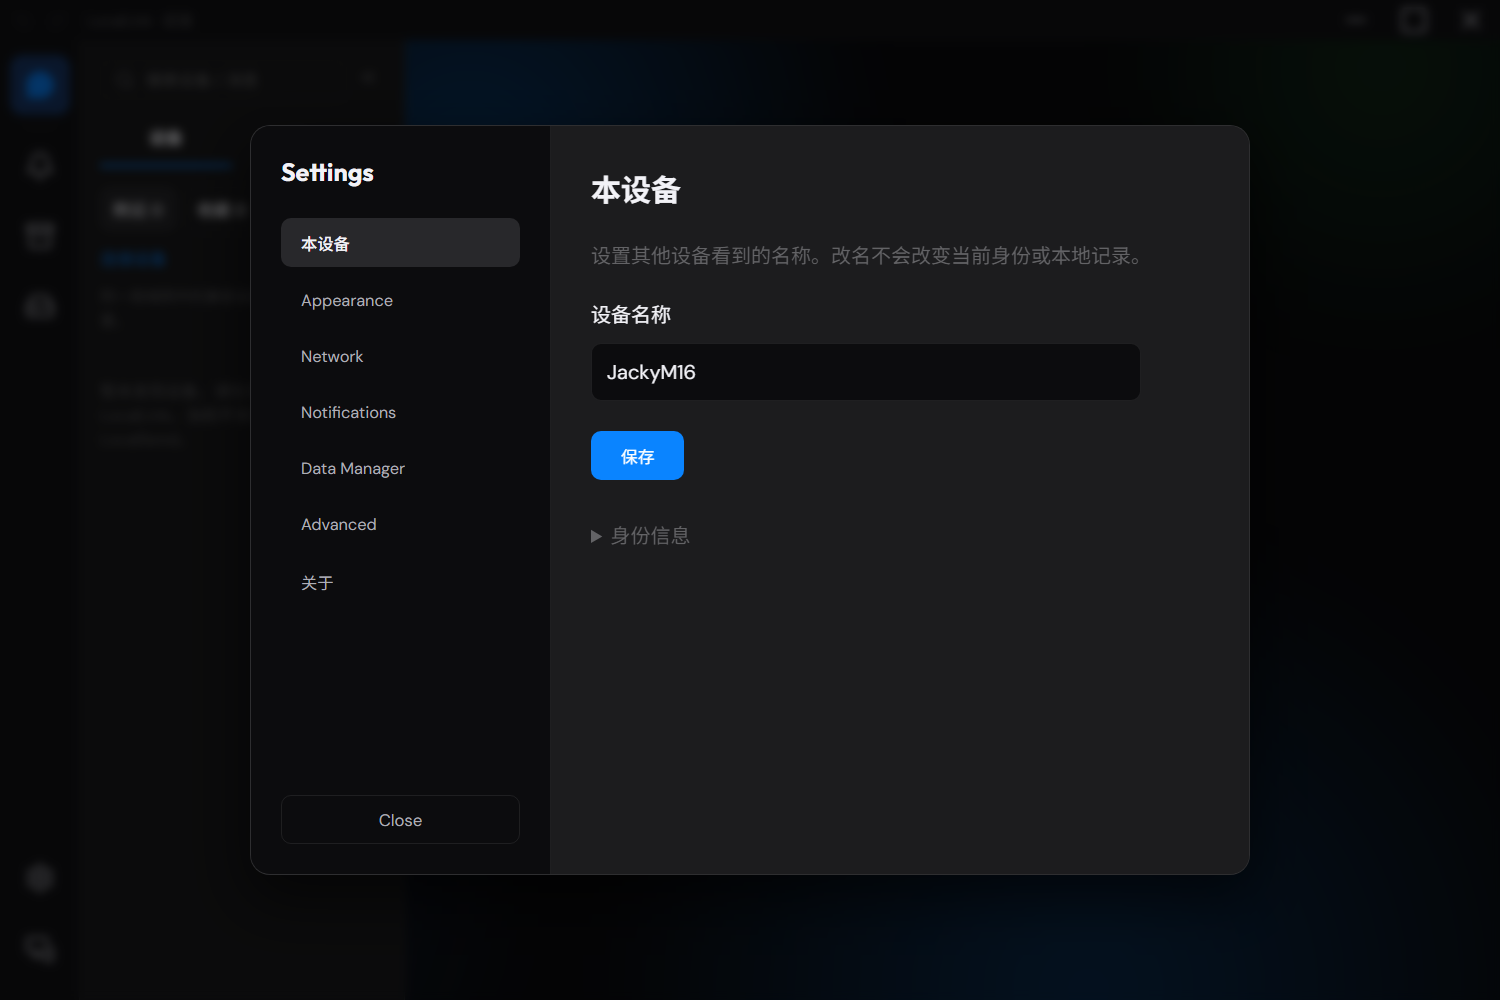 Settings
本设备
Appearance
Network
Notifications
Data Manager
Advanced
关于
Close
本设备
设置其他设备看到的名称。改名不会改变当前身份或本地记录。
设备名称
JackyM16
保存
身份信息